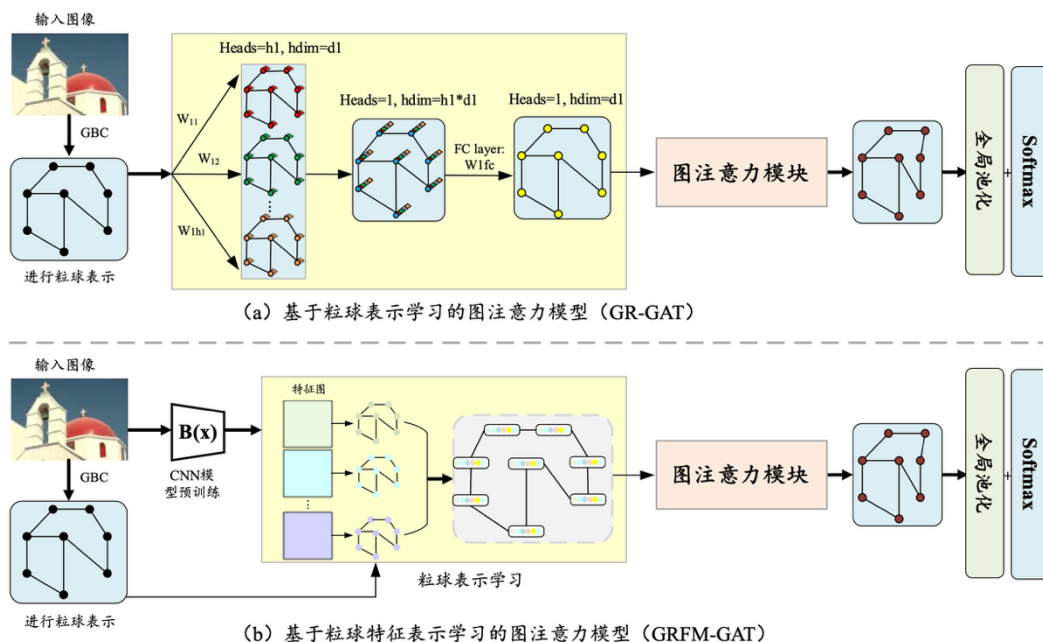 输入图像
GBC
进行粒球表示
W11
W12
W1h1
Heads=h1, hdim=d1
Heads=1, hdim=h1*d1
FC layer:
W1fc
Heads=1, hdim=d1
图注意力模块
全局池化
+
Softmax
(a) 基于粒球表示学习的图注意力模型(GR-GAT)
输入图像
GBC
进行粒球表示
B(x)
CNN模
型预训练
特征图
粒球表示学习
图注意力模块
全局池化
+
Softmax
(b) 基于粒球特征表示学习的图注意力模型(GRFM-GAT)